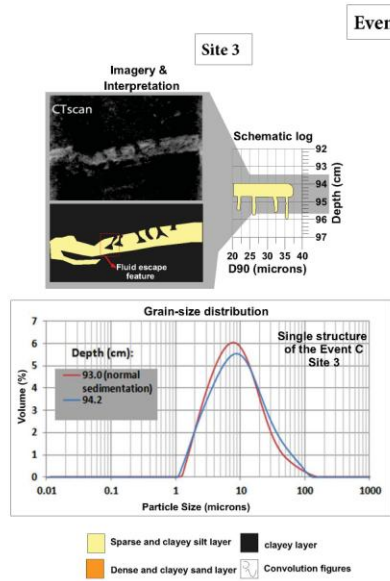 Even
Site 3
Imagery &
Interpretation
CTscan
Fluid escape
feature
Schematic log
92
93
94
95
96
97
Depth (cm)
20 25 30 35 40
D90 (microns)
Grain-size distribution
Single structure
of the Event C
Site 3
Depth (cm):
93.0 (normal
sedimentation)
94.2
7
6
5
4
3
2
1
0
Volume (%)
0.01 0.1 1 10 100 1000
Particle Size (microns)
Sparse and clayey silt layer
clayey layer
Dense and clayey sand layer
Convolution figures